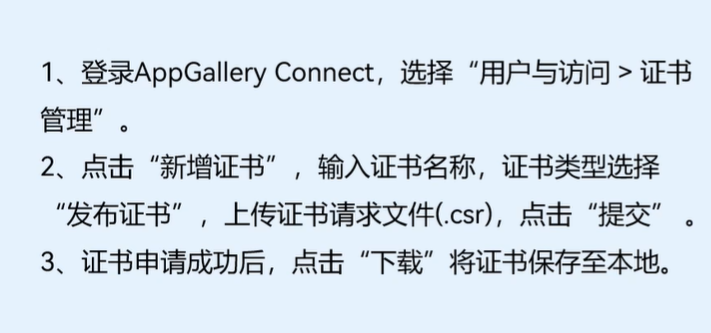 1、登录AppGallery Connect，选择“用户与访问 > 证书
管理”。
2、点击“新增证书”，输入证书名称，证书类型选择
“发布证书”，上传证书请求文件(.csr)，点击“提交”。
3、证书申请成功后，点击“下载”将证书保存至本地。